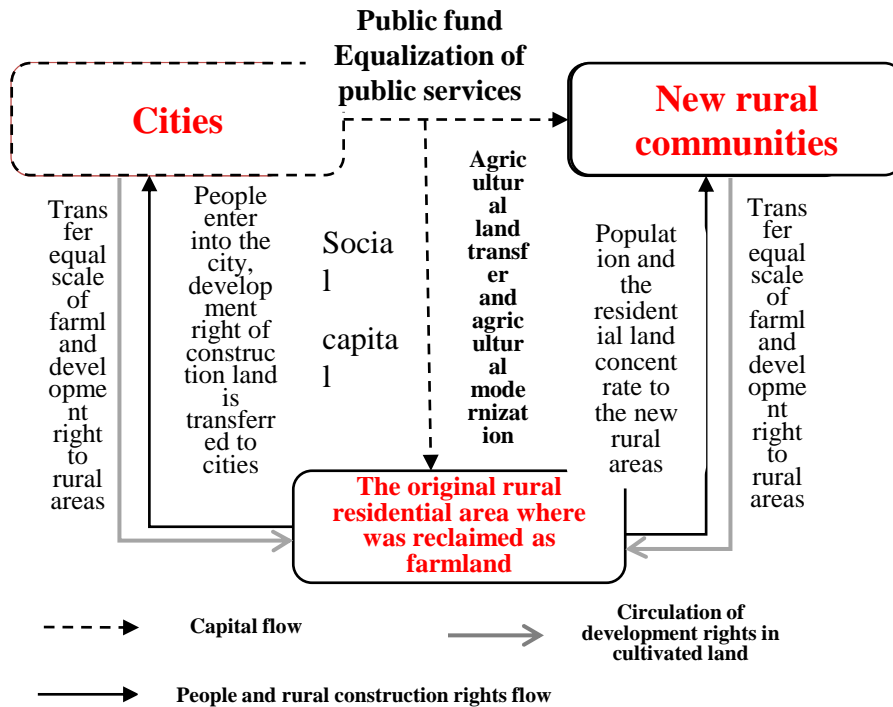 Public fund
Equalization of
public services
Cities
New rural
communities
Trans
fer equal
scale
of
farml
and devel
opme
nt
right to
rural
areas
People
enter
into the
city,
develop
ment
right of
construc
tion land
is
transferr
ed to
cities
Socia
l
capital
l
Agric
ultur
al
land
transf
er
and
agric
ultur
al
mode
rnizat
ion
Populat
ion and
the
resident
ial land
concent
rate to
the new
rural
areas
Trans
fer equal
scale
of
farml
and devel
opme
nt
right to
rural
areas
The original rural
residential area where
was reclaimed as
farmland
Capital flow
Circulation of
development rights in
cultivated land
People and rural construction rights flow